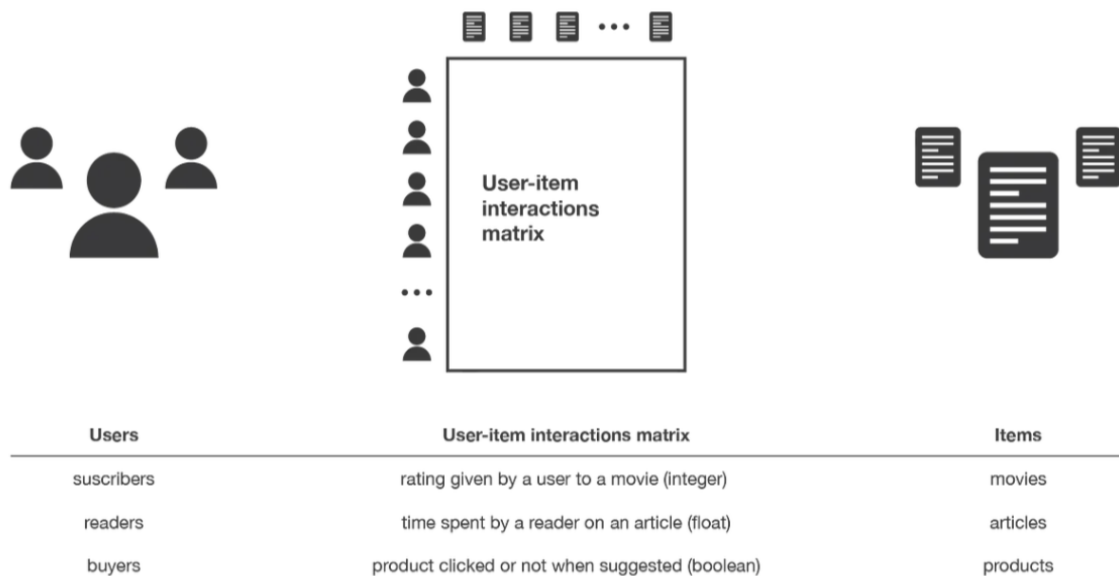 User-item
interactions
matrix
Users User-item interactions matrix Items
suscribers rating given by a user to a movie (integer) movies
readers time spent by a reader on an article (float) articles
buyers product clicked or not when suggested (boolean) products